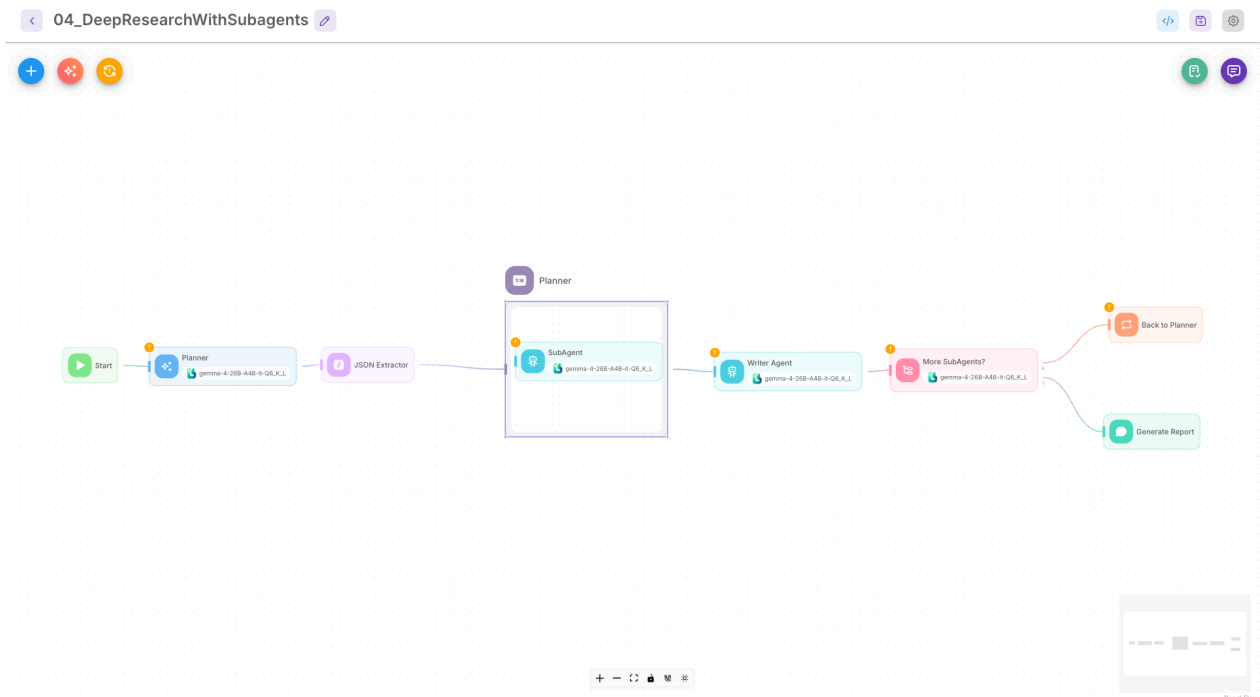 04_DeepResearchWithSubagents
Planner
Start
Planner
gemma-4-26B-A4B-it-Q6_K_L
JSON Extractor
SubAgent
gemma-4-26B-A4B-it-Q6_K_L
Writer Agent
gemma-4-26B-A4B-it-Q6_K_L
More SubAgents?
gemma-4-26B-A4B-it-Q6_K_L
Back to Planner
Generate Report